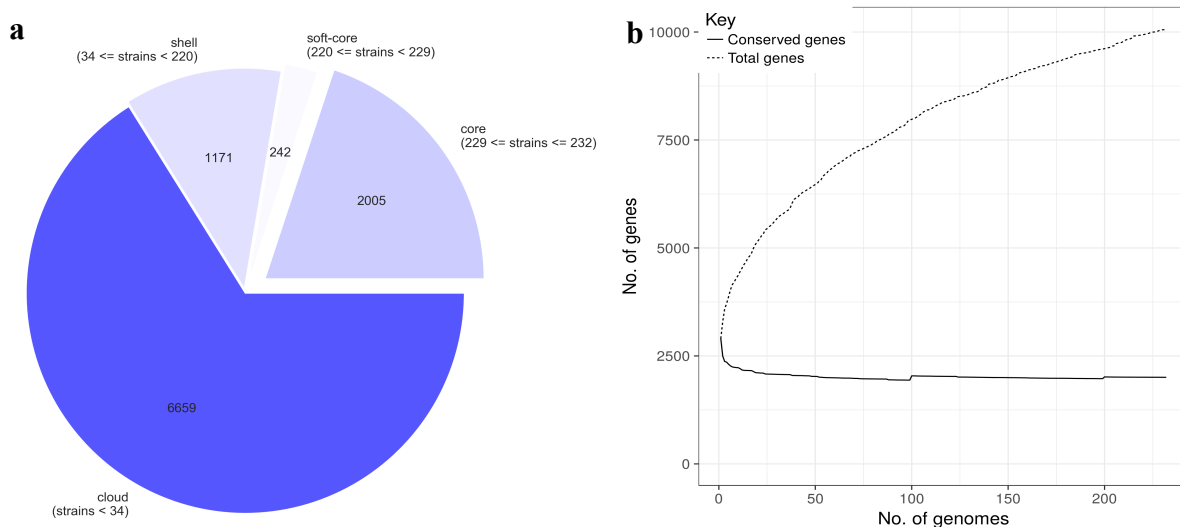 a
shell
(34 <= strains < 220)
soft-core
(220 <= strains < 229)
core
(229 <= strains <= 232)
1171
242
2005
6659
cloud
(strains < 34)
b
Key
Conserved genes
Total genes
No. of genes
10000
7500
5000
2500
0
0
50
100
150
200
No. of genomes